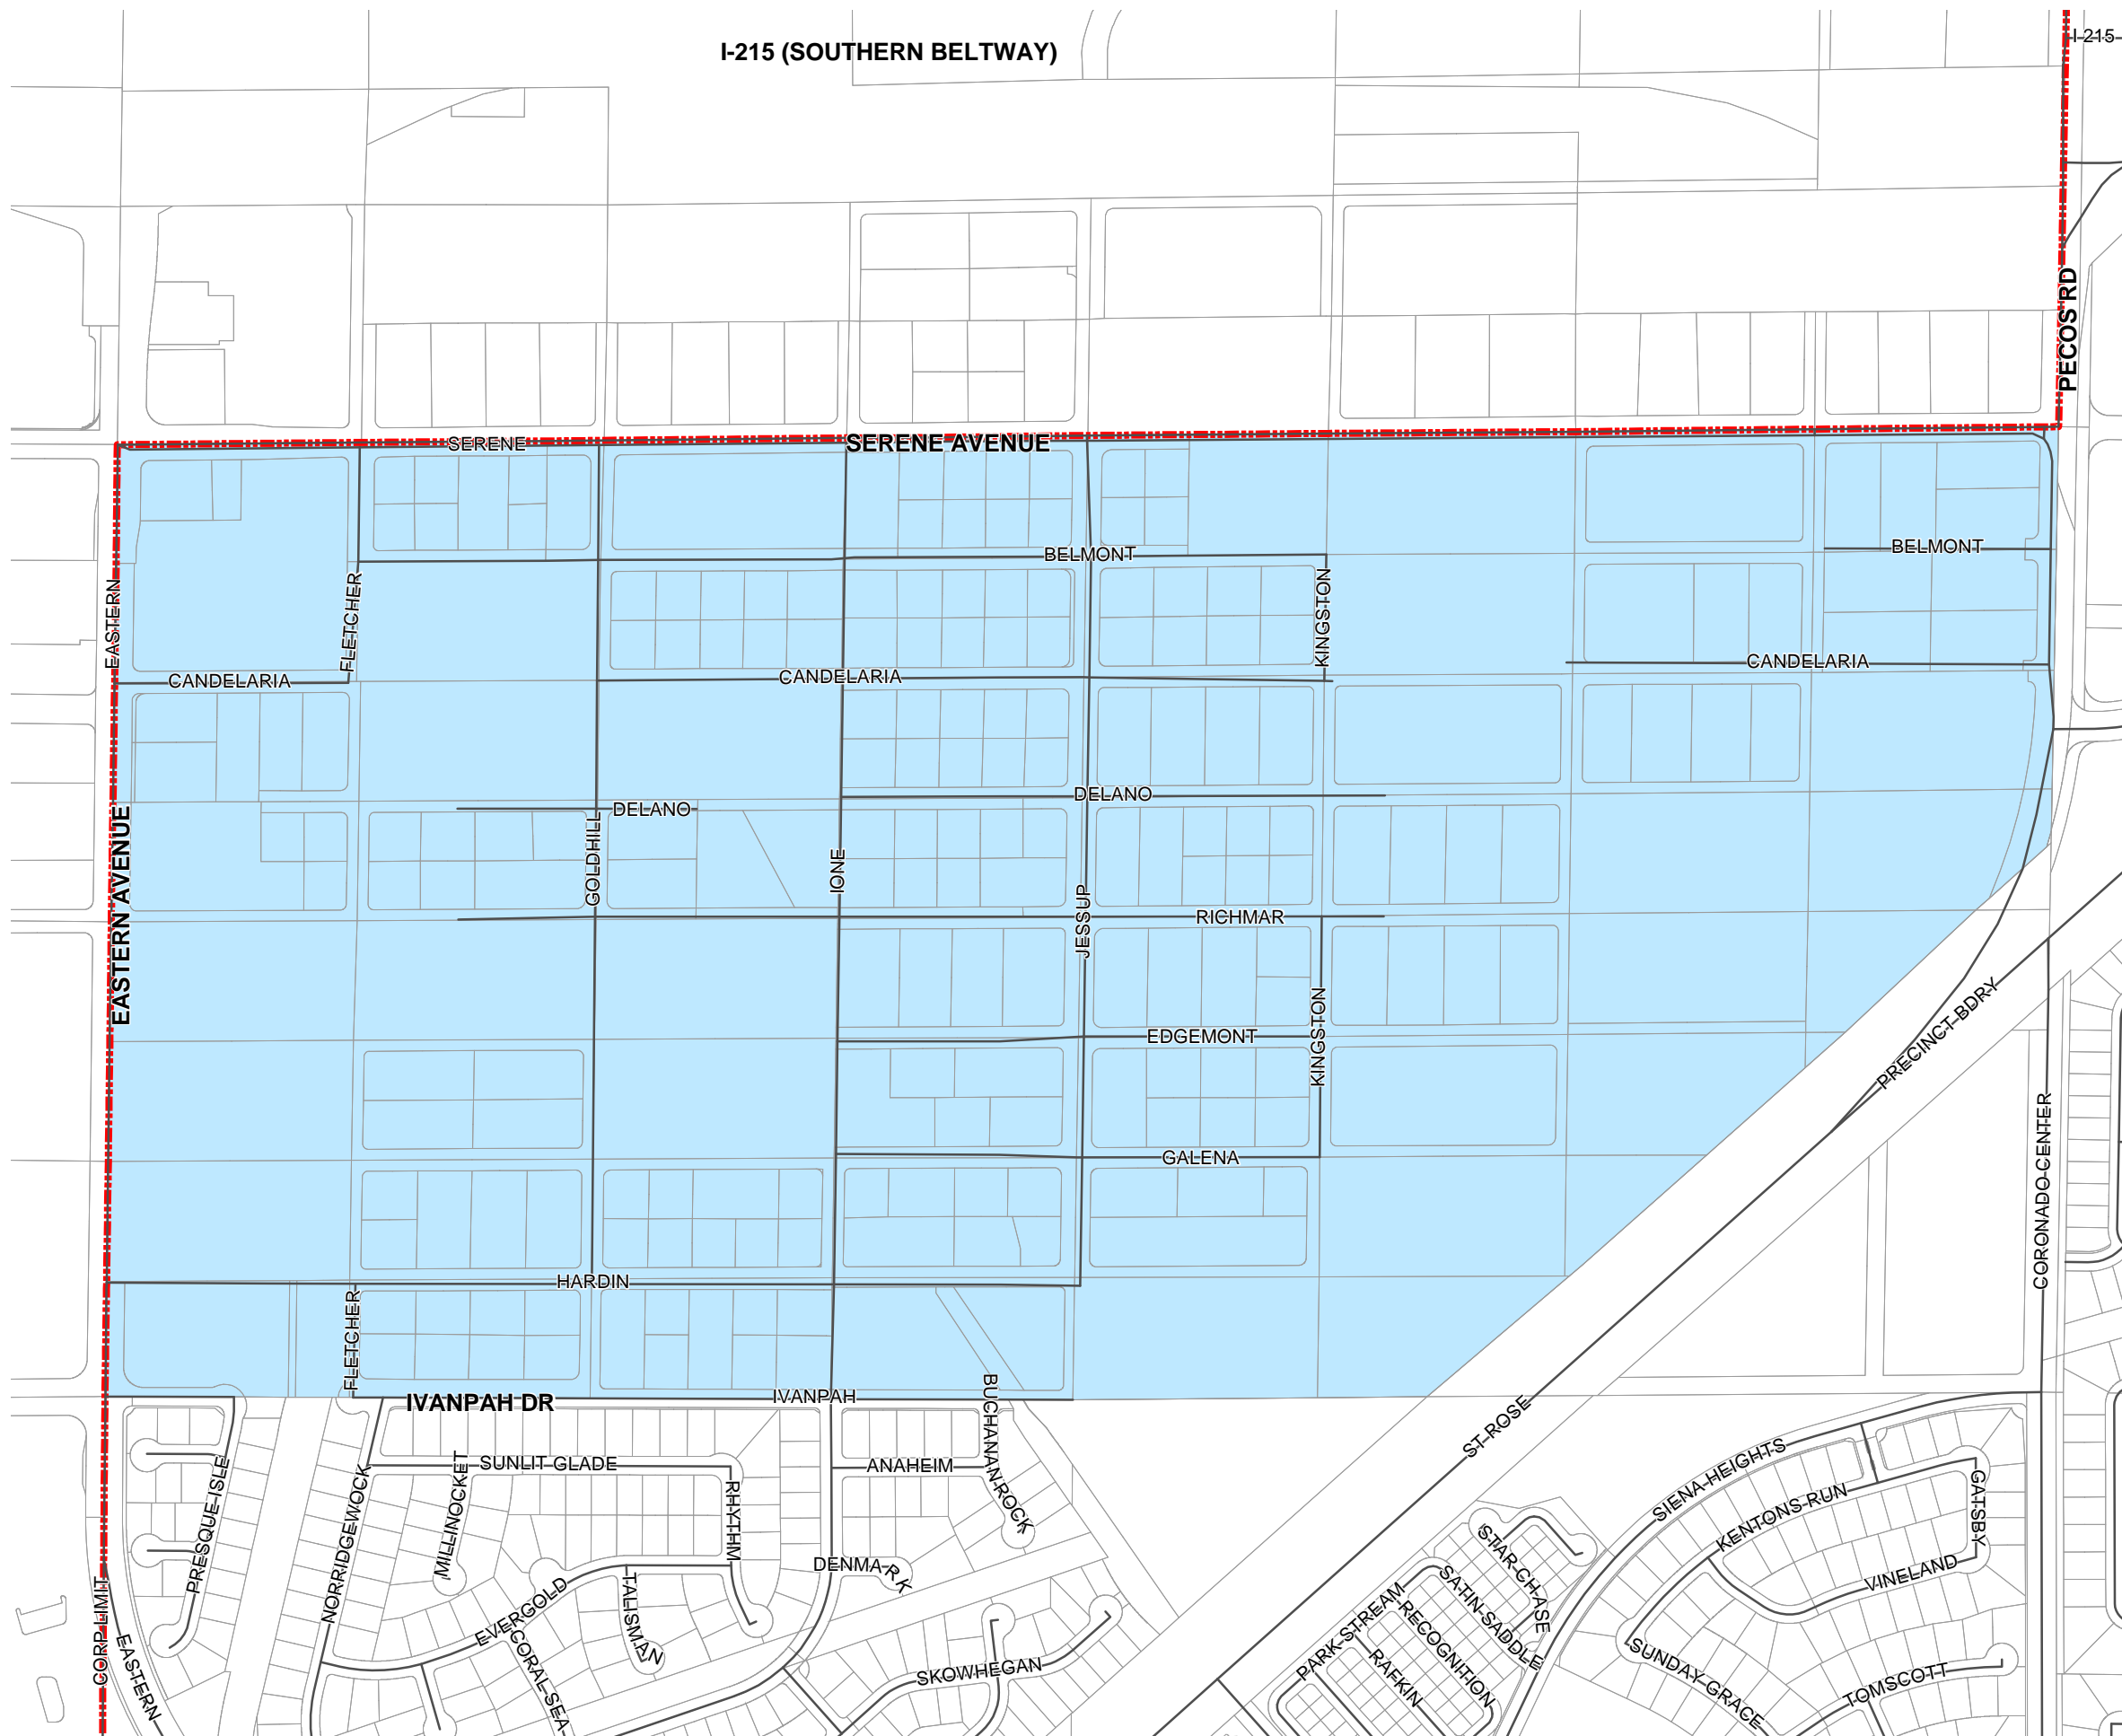 I-215 (SOUTHERN BELTWAY)
I-215
PECOS RD
SERENE
SERENE AVENUE
BELMONT
BELMONT
EASTERN
FLETCHER
KINGSTON
CANDELARIA
CANDELARIA
CANDELARIA
DELANO
DELANO
GOLDHILL
IONE
EASTERN AVENUE
JESSUP
RICHMAR
KINGSTON
EDGEMONT
PRECINCT BDRY
GALENA
CORONADO CENTER
HARDIN
FLETCHER
IVANPAH DR
IVANPAH
BUCHANAN ROCK
ST ROSE
SUNLIT GLADE
ANAHEIM
PRESQUE ISLE
NORRIDGEWOCK
MILLINOCKET
RHYTHM
SIENA HEIGHTS
KENTONS RUN
GATSBY
STAR CHASE
DENMARK
VINELAND
CORP LIMIT
EASTERN
EVERGOLD
TALISMAN
CORAL SEA
SKOWHEGAN
PARK STREAM
SATIN SADDLE
RECOGNITION
RAFKIN
SUNDAY GRACE
TOMSCOTT